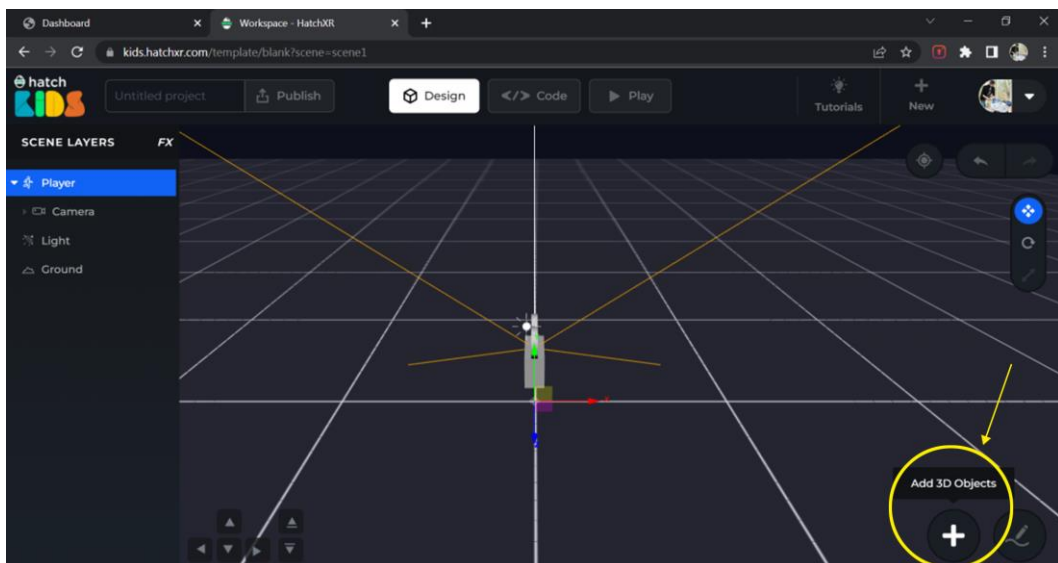 Dashboard
Workspace - HatchXR
kids.hatchxr.com/template/blank?scene=scene1
hatch
KIDS
Untitled project
Publish
Design
</> Code
Play
Tutorials
New
SCENE LAYERS
FX
Player
Camera
Light
Ground
Add 3D Objects